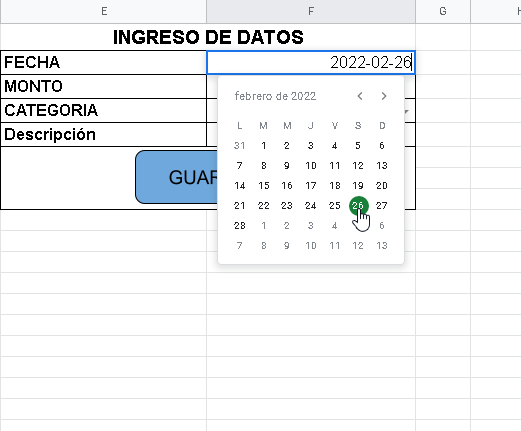 E F G
INGRESO DE DATOS
FECHA 2022-02-26
MONTO
febrero de 2022
CATEGORIA
L M M J V S D
Descripción
31 1 2 3 4 5 6
7 8 9 10 11 12 13
GUAR
14 15 16 17 18 19 20
21 22 23 24 25 26 27
28 1 2 3 4 6
7 8 9 10 11 12 13